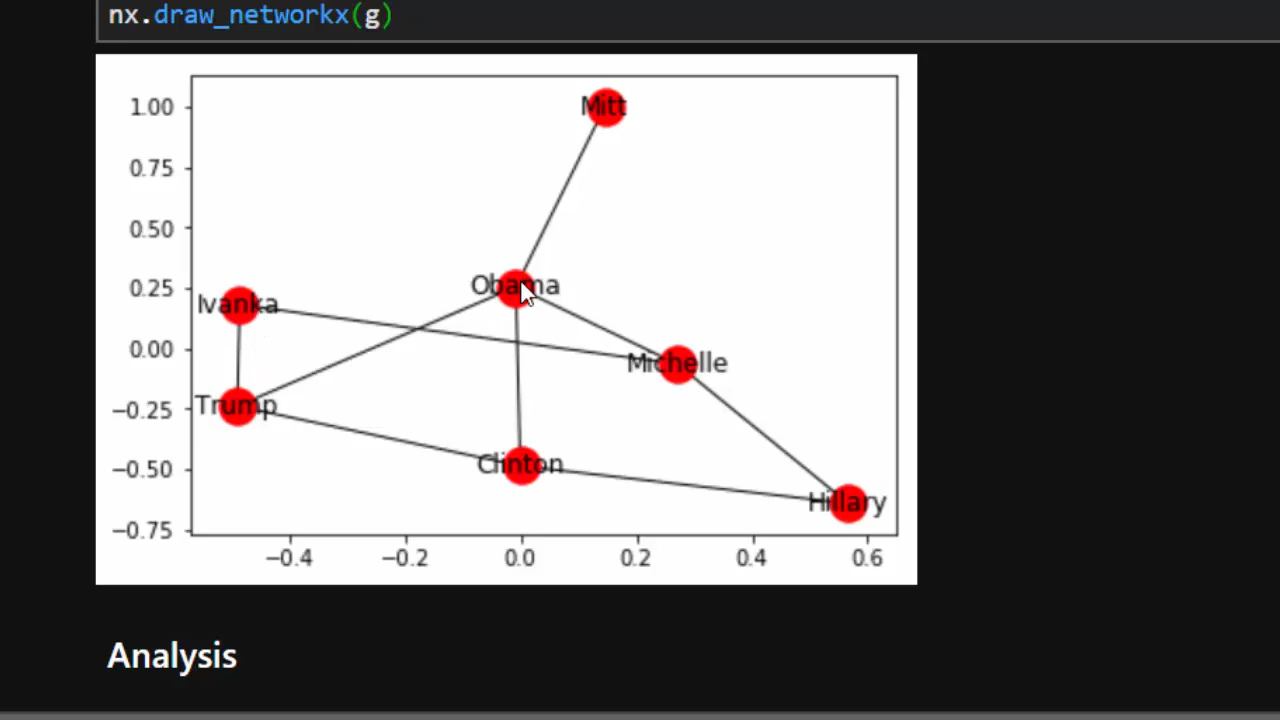 nx.draw_networkx(g)
1.00
Mitt
0.75
0.50
Obama
0.25
Ivanka
0.00
Michelle
−0.25
Trump
−0.50
Clinton
Hillary
−0.75
−0.4 −0.2 0.0 0.2 0.4 0.6
Analysis